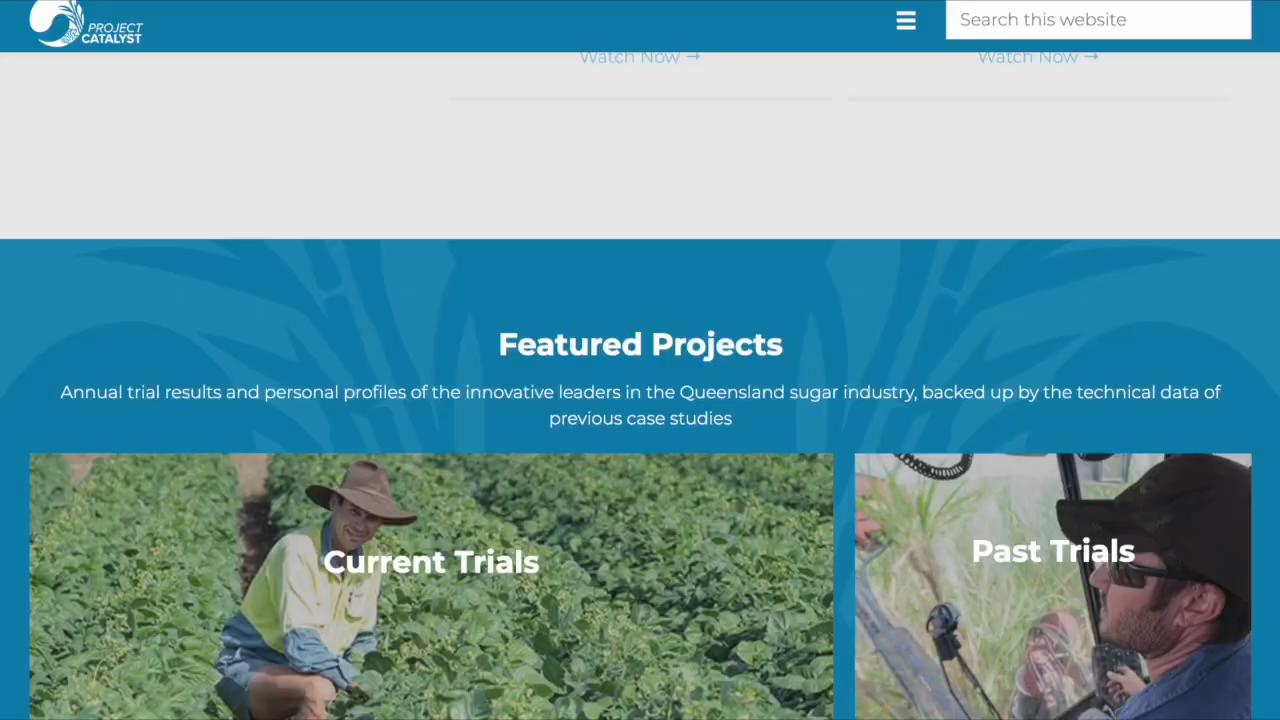 PROJECT
CATALYST
Search this website
Watch Now → Watch Now →
Featured Projects
Annual trial results and personal profiles of the innovative leaders in the Queensland sugar industry, backed up by the technical data of
previous case studies
Current Trials
Past Trials